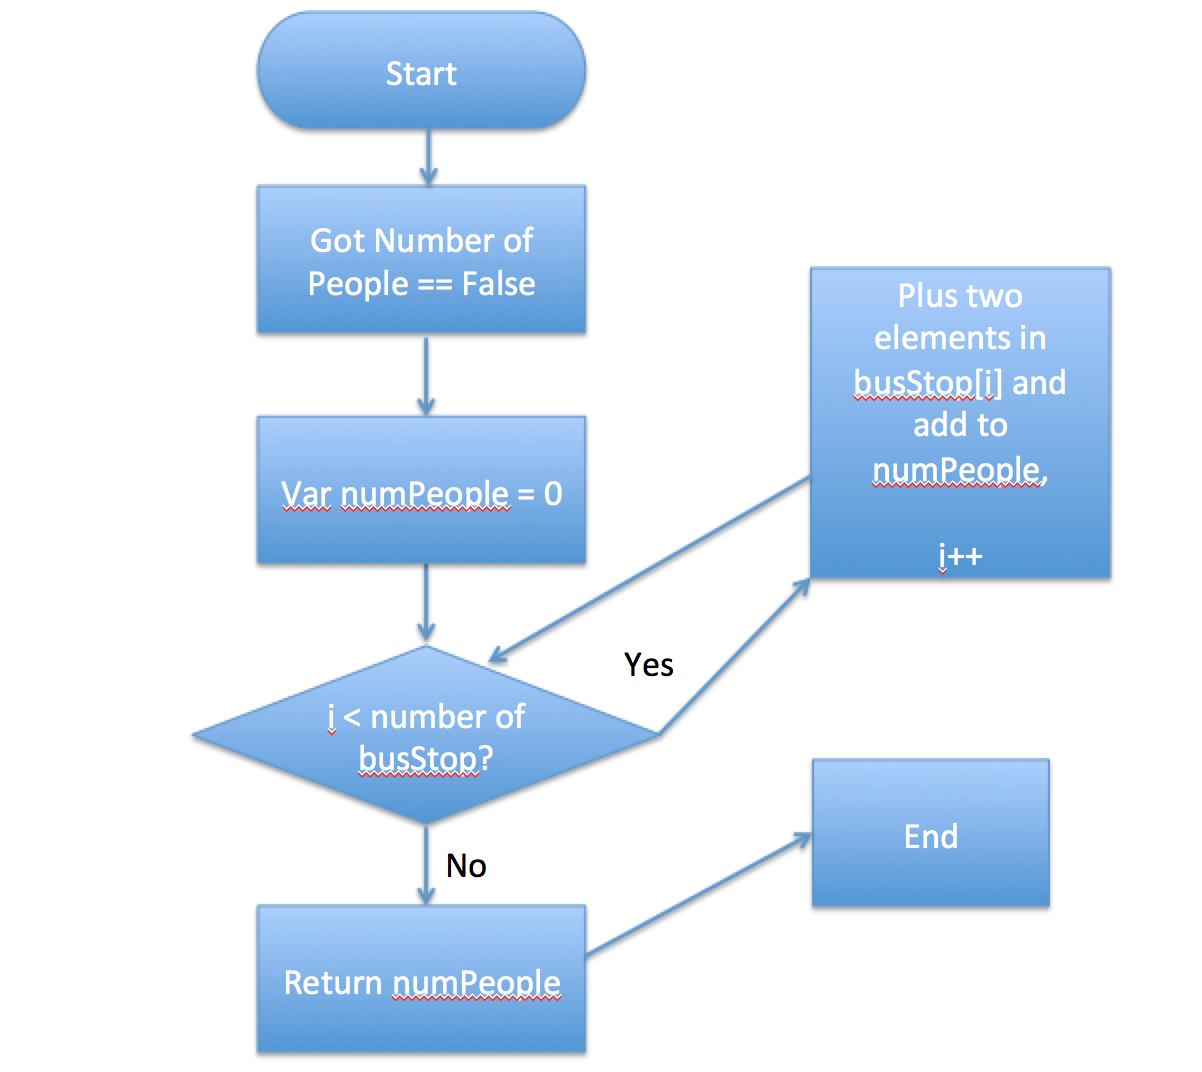 Start
Got Number of
People == False
Var numPeople = 0
i < number of
busStop?
Yes
Plus two
elements in
busStop[i] and
add to
numPeople,
i++
No
Return numPeople
End